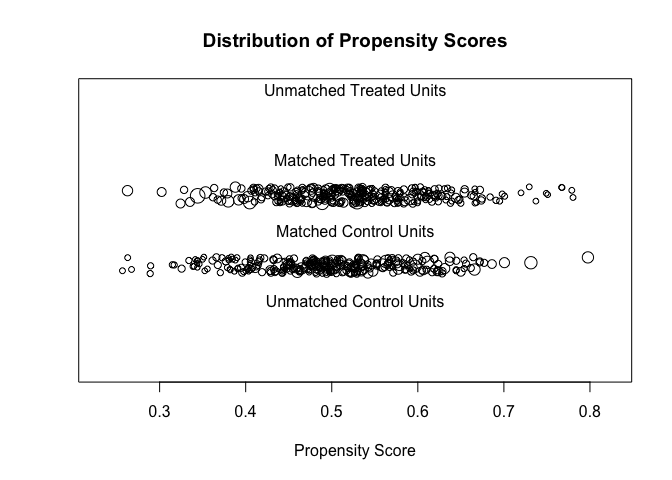 Distribution of Propensity Scores
Unmatched Treated Units
Matched Treated Units
Matched Control Units
Unmatched Control Units
0.3 0.4 0.5 0.6 0.7 0.8
Propensity Score